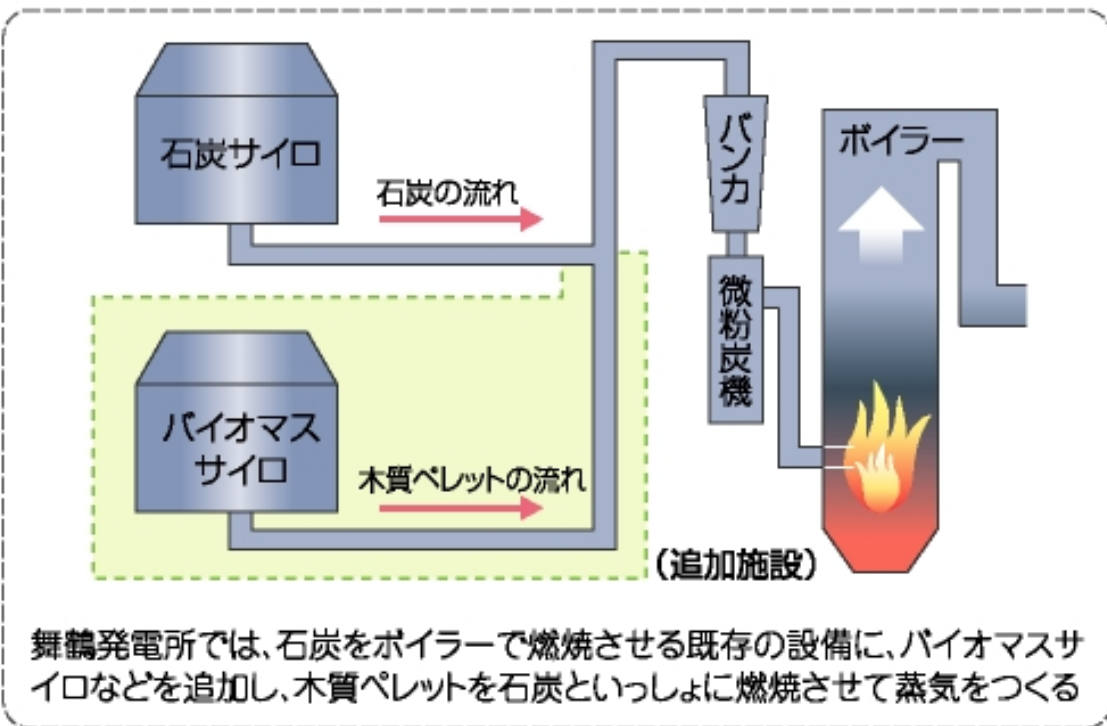 石炭サイロ
石炭の流れ
バンカ
ボイラー
微粉炭機
バイオマス
サイロ
木質ペレットの流れ
(追加施設)
舞鶴発電所では、石炭をボイラーで燃焼させる既存の設備に、バイオマスサ
イロなどを追加し、木質ペレットを石炭といっしょに燃焼させて蒸気をつくる